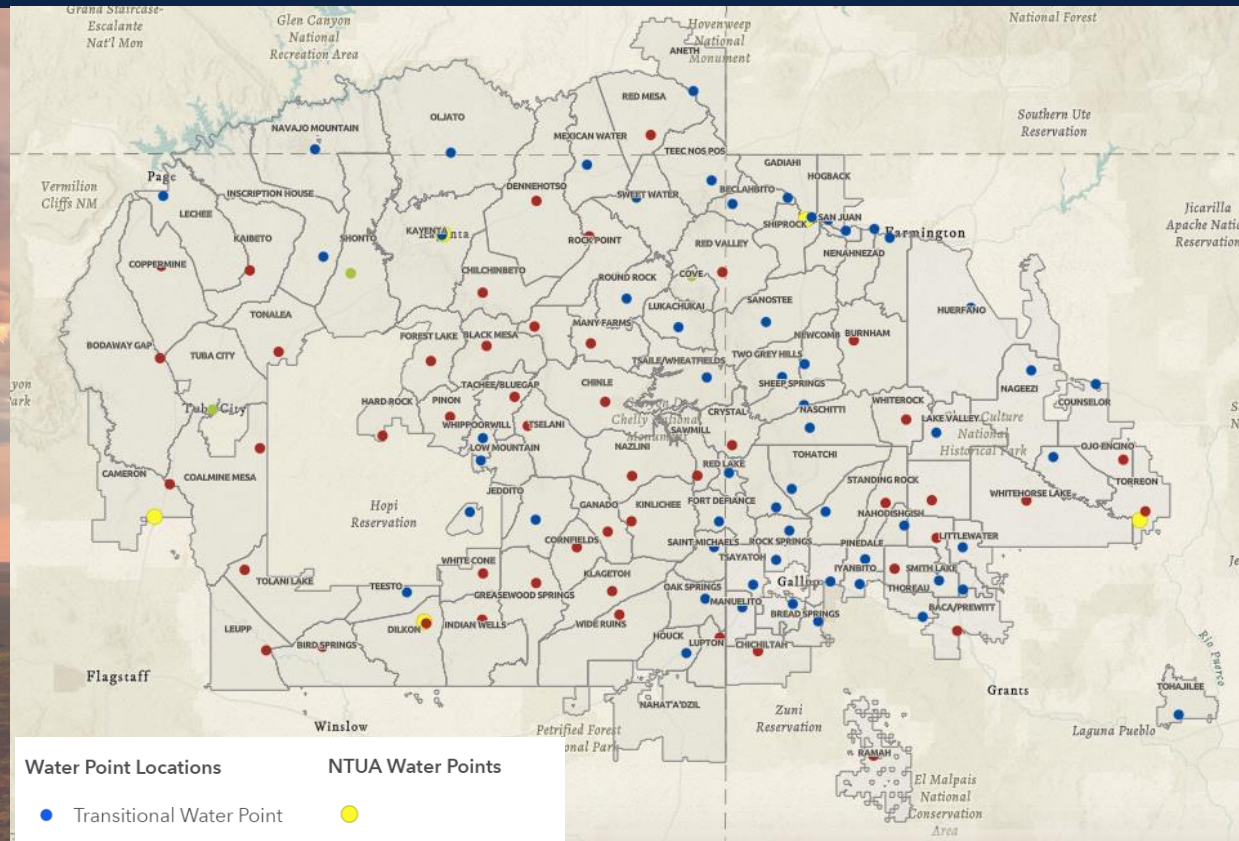 Grand Staircase-
Escalante
Nat'l Mon
Glen Canyon
National
Recreation Area
Hovenweep
National
Monument
National Forest
ANETH
RED MESA
Southern Ute
Reservation
OLJATO
NAVAJO MOUNTAIN
MEXICAN WATER
TEEC NOS POS
GADIAHI
HOGBACK
Page
Vermilion
Cliffs NM
INSCRIPTION HOUSE
DENNEHOTSO
SWEET WATER
BECLAHBITO
Jicarilla
Apache Natio
Reservation
LECHEE
KAIBETO
SHONTO
KAYENTA
ROCK POINT
RED VALLEY
SHIPROCK
SAN JUAN
Farmington
NENAHNEZAD
COPPERMINE
CHILCHINBETO
ROUND ROCK
COVE
LUKACHUKAI
SANOSTEE
HUERFANO
TONALEA
BODAWAY GAP
TUBA CITY
FOREST LAKE
BLACK MESA
MANY FARMS
NEWCOMB
BURNHAM
TSAILE/WHEATFIELDS
TWO GREY HILLS
SHEEP SPRINGS
NAGEEZI
COUNSELOR
HARD ROCK
PINON
TACHEE/BLUEGAP
CHINLE
Tuba City
WHIPPOORWILL
TSELANI
Canyon De
Chelly National
Monument
CRYSTAL
SAWMILL
NASCHITTI
WHITEROCK
LAKE VALLEY
Culture
National
Historical Park
LOW MOUNTAIN
NAZLINI
RED LAKE
TOHATCHI
OJO ENCINO
CAMERON
COALMINE MESA
JEDDITO
STANDING ROCK
TORREON
Hopi
Reservation
GANADO
KINLICHEE
FORT DEFIANCE
NAHODISHGISH
WHITEHORSE LAKE
CORNFIELDS
SAINT MICHAELS
ROCK SPRINGS
PINEDALE
LITTLEWATER
TSAYATOH
WHITE CONE
TOLANI LAKE
TEESTO
GREASEWOOD SPRINGS
KLAGETOH
OAK SPRINGS
Gallup
IYANBITO
SMITH LAKE
THOREAU
MANUELITO
BREAD SPRINGS
BACA/PREWITT
LEUPP
DILKON
INDIAN WELLS
WIDE RUINS
BIRD SPRINGS
HOUCK
LUPTON
CHICHILTAH
Rio Puerco
Flagstaff
Grants
TOHAJILEE
NAHAT'A'DZIL
Zuni
Reservation
Winslow
Petrified Forest
onal Park
Laguna Pueblo
RAMAH
El Malpais
National
Conservation
Area
Water Point Locations
NTUA Water Points
Transitional Water Point